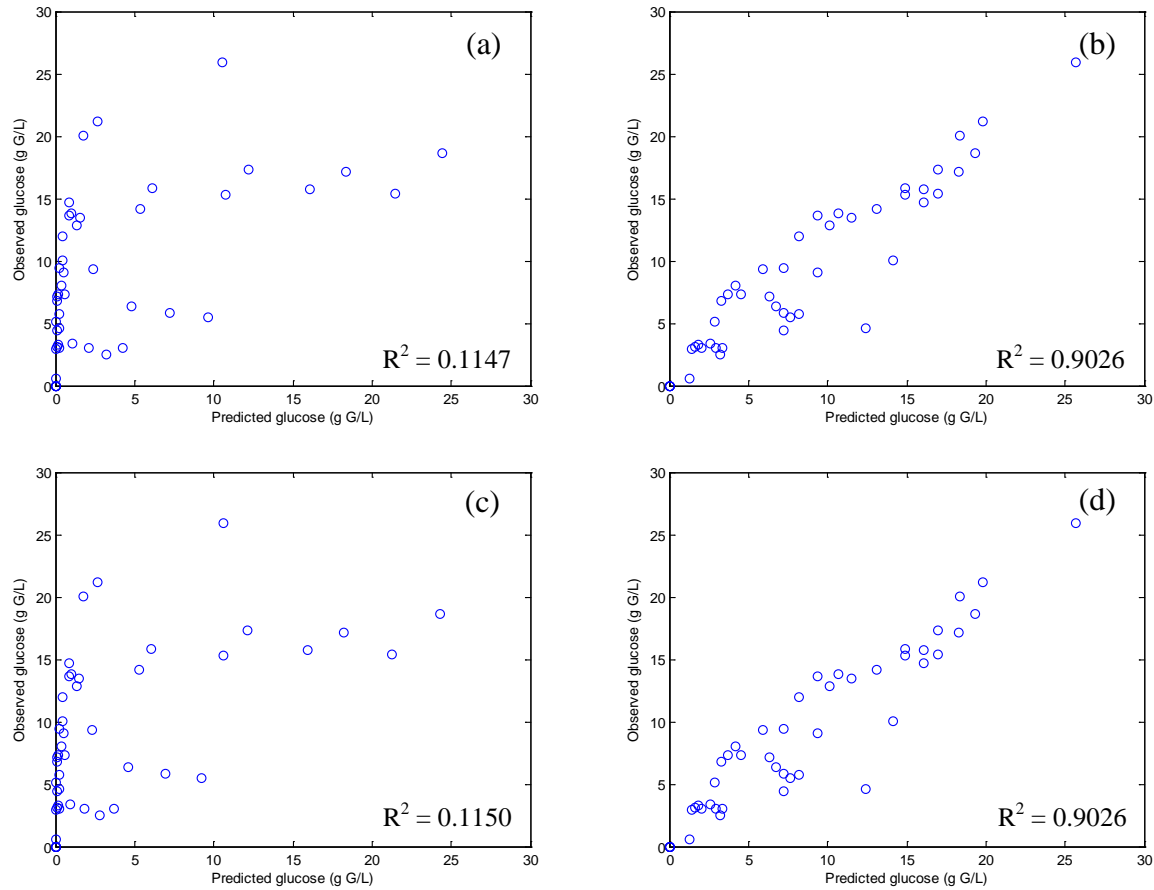 30
25
20
15
10
5
0
0 5 10 15 20 25 30
Observed glucose (g G/L)
Predicted glucose (g G/L)
(a)
R² = 0.1147
30
25
20
15
10
5
0
0 5 10 15 20 25 30
Observed glucose (g G/L)
Predicted glucose (g G/L)
(b)
R² = 0.9026
30
25
20
15
10
5
0
0 5 10 15 20 25 30
Observed glucose (g G/L)
Predicted glucose (g G/L)
(c)
R² = 0.1150
30
25
20
15
10
5
0
0 5 10 15 20 25 30
Observed glucose (g G/L)
Predicted glucose (g G/L)
(d)
R² = 0.9026